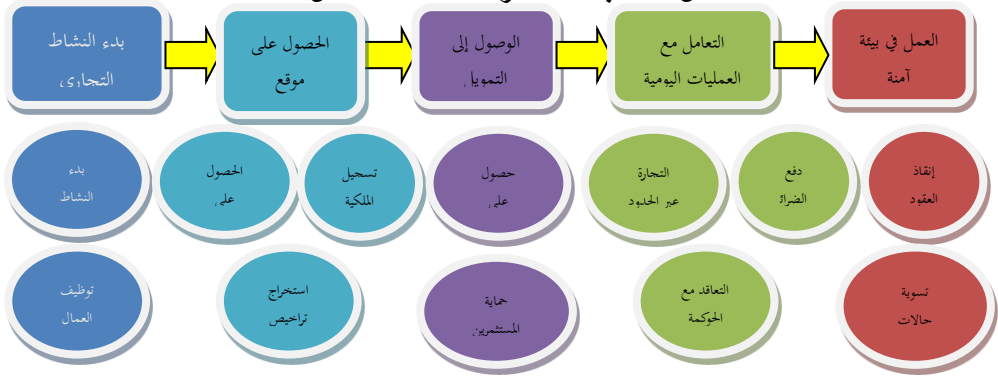 بدء النشاط
التجاري
الحصول على
موقع
الوصول إلى
التمويل
التعامل مع
العمليات اليومية
العمل في بيئة
آمنة
بدء
النشاط
الحصول
على
تسجيل
الملكية
حصول
على
التجارة
عبر الحدود
دفع
الضرائ
إنقاذ
العقود
توظيف
العمال
استخراج
تراخيص
حماية
المستثمرين
التعاقد مع
الحوكمة
تسوية
حالات